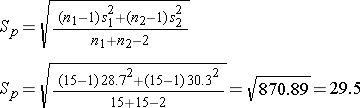 S_p = √( ((n₁−1)s₁² + (n₂−1)s₂²) / (n₁+n₂−2) )
S_p = √( ((15−1)28.7² + (15−1)30.3²) / (15+15−2) ) = √870.89 = 29.5